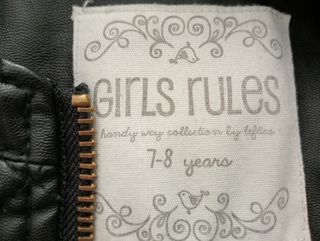 GIRLS RULES
handy way collection by lefties
7-8 years